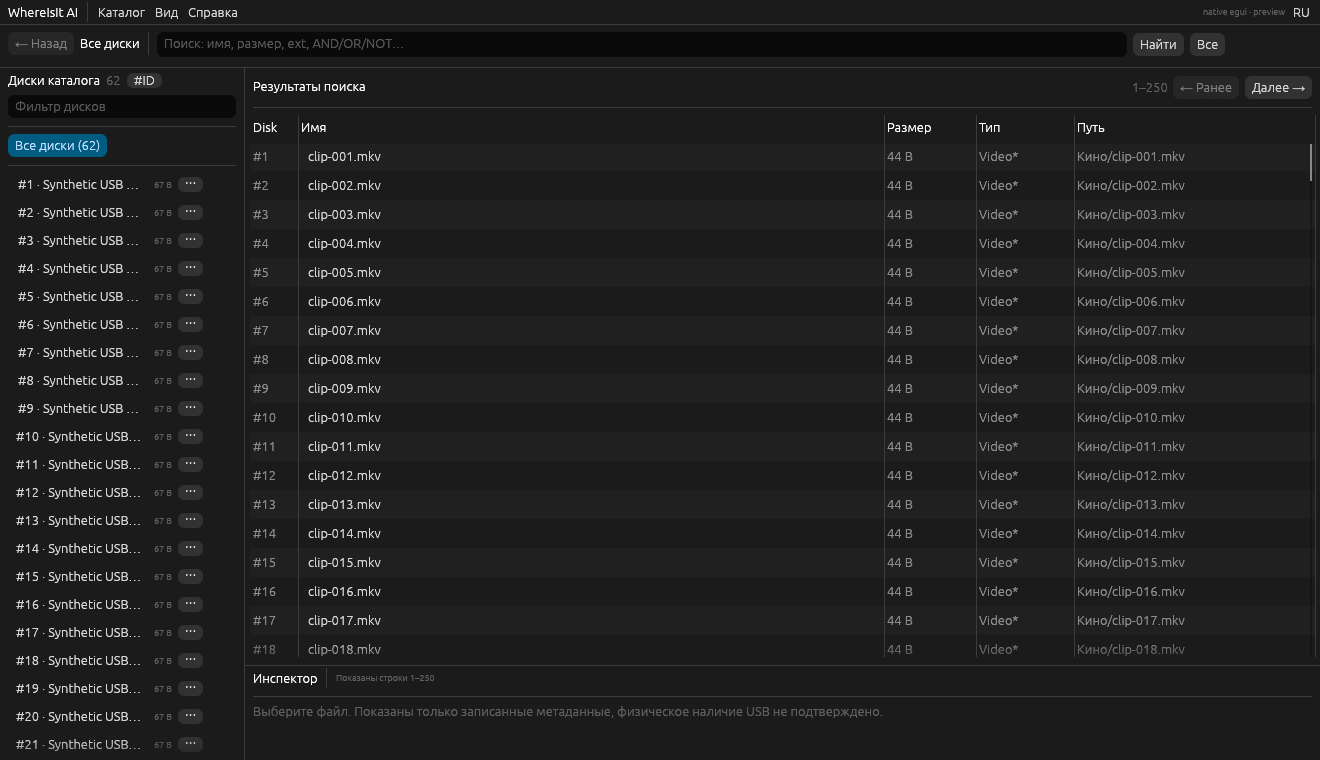 WhereIsIt AI Каталог Вид Справка native egui · preview RU
← Назад Все диски Поиск: имя, размер, ext, AND/OR/NOT… Найти Все
Диски каталога 62 #ID
Фильтр дисков
Все диски (62)
#1 · Synthetic USB … 67 B ···
#2 · Synthetic USB … 67 B ···
#3 · Synthetic USB … 67 B ···
#4 · Synthetic USB … 67 B ···
#5 · Synthetic USB … 67 B ···
#6 · Synthetic USB … 67 B ···
#7 · Synthetic USB … 67 B ···
#8 · Synthetic USB … 67 B ···
#9 · Synthetic USB … 67 B ···
#10 · Synthetic USB… 67 B ···
#11 · Synthetic USB… 67 B ···
#12 · Synthetic USB… 67 B ···
#13 · Synthetic USB… 67 B ···
#14 · Synthetic USB… 67 B ···
#15 · Synthetic USB… 67 B ···
#16 · Synthetic USB… 67 B ···
#17 · Synthetic USB… 67 B ···
#18 · Synthetic USB… 67 B ···
#19 · Synthetic USB… 67 B ···
#20 · Synthetic USB… 67 B ···
#21 · Synthetic USB… 67 B ···
Результаты поиска 1–250 ← Ранее Далее →
Disk Имя Размер Тип Путь
#1 clip-001.mkv 44 B Video* Кино/clip-001.mkv
#2 clip-002.mkv 44 B Video* Кино/clip-002.mkv
#3 clip-003.mkv 44 B Video* Кино/clip-003.mkv
#4 clip-004.mkv 44 B Video* Кино/clip-004.mkv
#5 clip-005.mkv 44 B Video* Кино/clip-005.mkv
#6 clip-006.mkv 44 B Video* Кино/clip-006.mkv
#7 clip-007.mkv 44 B Video* Кино/clip-007.mkv
#8 clip-008.mkv 44 B Video* Кино/clip-008.mkv
#9 clip-009.mkv 44 B Video* Кино/clip-009.mkv
#10 clip-010.mkv 44 B Video* Кино/clip-010.mkv
#11 clip-011.mkv 44 B Video* Кино/clip-011.mkv
#12 clip-012.mkv 44 B Video* Кино/clip-012.mkv
#13 clip-013.mkv 44 B Video* Кино/clip-013.mkv
#14 clip-014.mkv 44 B Video* Кино/clip-014.mkv
#15 clip-015.mkv 44 B Video* Кино/clip-015.mkv
#16 clip-016.mkv 44 B Video* Кино/clip-016.mkv
#17 clip-017.mkv 44 B Video* Кино/clip-017.mkv
#18 clip-018.mkv 44 B Video* Кино/clip-018.mkv
Инспектор Показаны строки 1–250
Выберите файл. Показаны только записанные метаданные, физическое наличие USB не подтверждено.